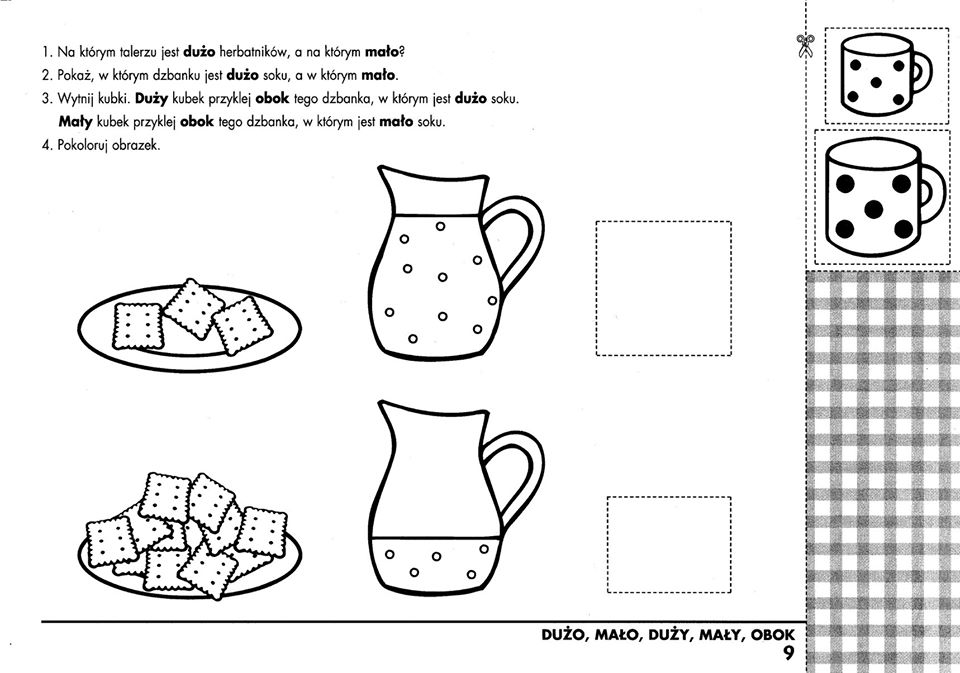 1. Na którym talerzu jest dużo herbatników, a na którym mało?
2. Pokaż, w którym dzbanku jest dużo soku, a w którym mało.
3. Wytnij kubki. Duży kubek przyklej obok tego dzbanka, w którym jest dużo soku.
Mały kubek przyklej obok tego dzbanka, w którym jest mało soku.
4. Pokoloruj obrazek.
DUŻO, MAŁO, DUŻY, MAŁY, OBOK
9